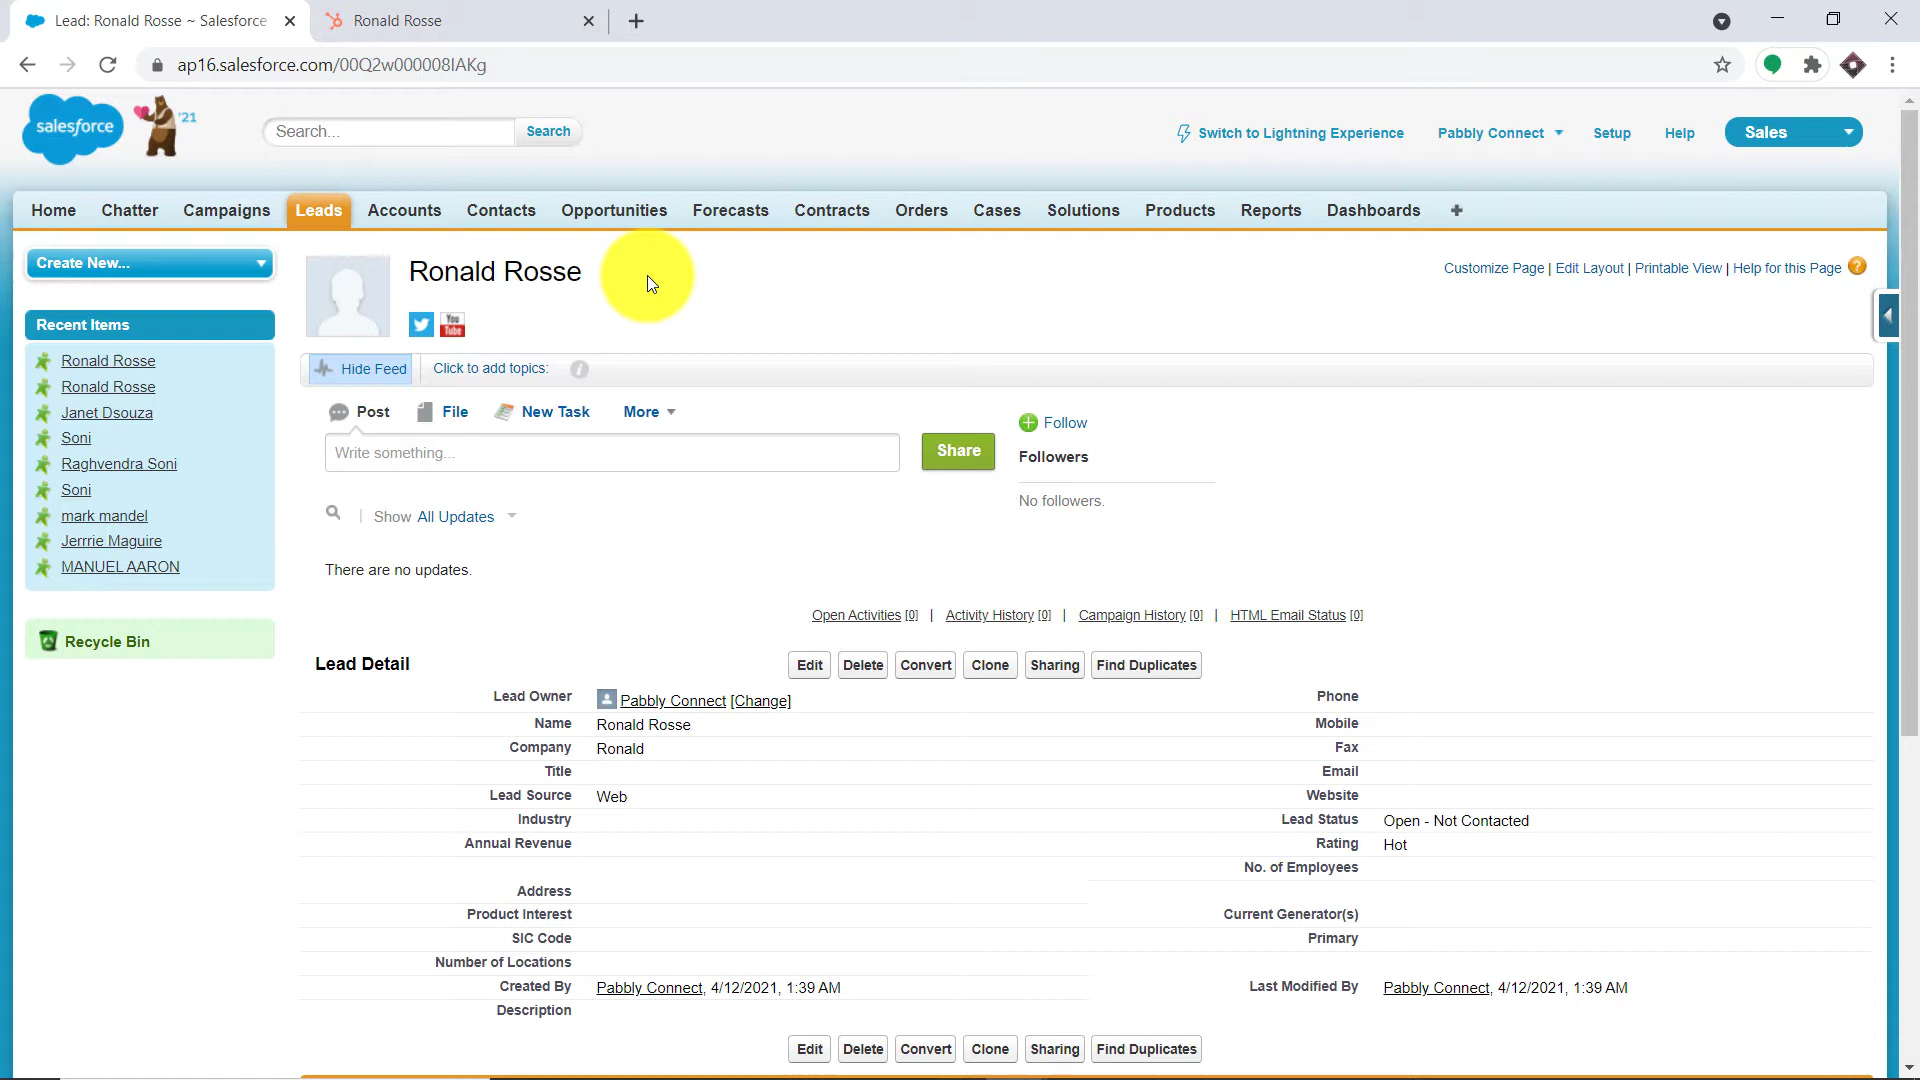 Lead: Ronald Rosse ~ Salesforce
Ronald Rosse
ap16.salesforce.com/00Q2w000008IAKg
salesforce
'21
Search...
Search
Switch to Lightning Experience
Pabbly Connect
Setup
Help
Sales
Home
Chatter
Campaigns
Leads
Accounts
Contacts
Opportunities
Forecasts
Contracts
Orders
Cases
Solutions
Products
Reports
Dashboards
Create New...
Recent Items
Ronald Rosse
Ronald Rosse
Janet Dsouza
Soni
Raghvendra Soni
Soni
mark mandel
Jerrrie Maguire
MANUEL AARON
Recycle Bin
Ronald Rosse
You Tube
Customize Page | Edit Layout | Printable View | Help for this Page
Hide Feed
Click to add topics:
Post
File
New Task
More
Write something...
Share
Follow
Followers
No followers.
Show All Updates
There are no updates.
Open Activities [0] | Activity History [0] | Campaign History [0] | HTML Email Status [0]
Lead Detail
Edit
Delete
Convert
Clone
Sharing
Find Duplicates
Lead Owner Pabbly Connect [Change]
Phone
Name Ronald Rosse
Mobile
Company Ronald
Fax
Title
Email
Lead Source Web
Website
Industry
Lead Status Open - Not Contacted
Annual Revenue
Rating Hot
No. of Employees
Address
Product Interest
Current Generator(s)
SIC Code
Primary
Number of Locations
Created By Pabbly Connect, 4/12/2021, 1:39 AM
Last Modified By Pabbly Connect, 4/12/2021, 1:39 AM
Description
Edit
Delete
Convert
Clone
Sharing
Find Duplicates